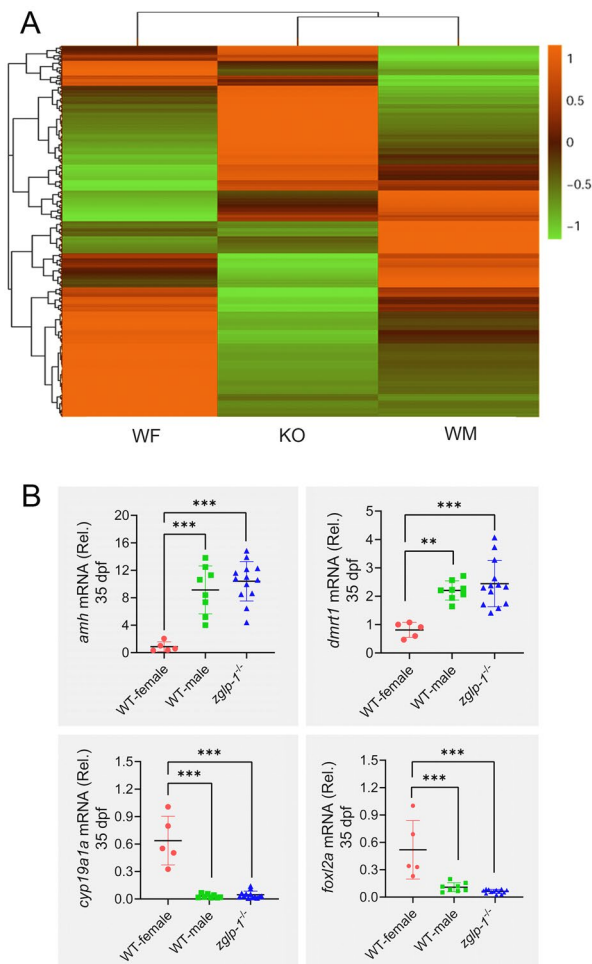 A
1
0.5
0
−0.5
−1
WF
KO
WM
B
amh mRNA (Rel.)
35 dpf
20
16
12
8
4
0
***
***
WT-female
WT-male
zglp-1⁻/⁻
dmrt1 mRNA (Rel.)
35 dpf
5
4
3
2
1
0
***
**
WT-female
WT-male
zglp-1⁻/⁻
cyp19a1a mRNA (Rel.)
35 dpf
1.5
1.2
0.9
0.6
0.3
0.0
***
***
WT-female
WT-male
zglp-1⁻/⁻
foxl2a mRNA (Rel.)
35 dpf
1.5
1.2
0.9
0.6
0.3
0.0
***
***
WT-female
WT-male
zglp-1⁻/⁻